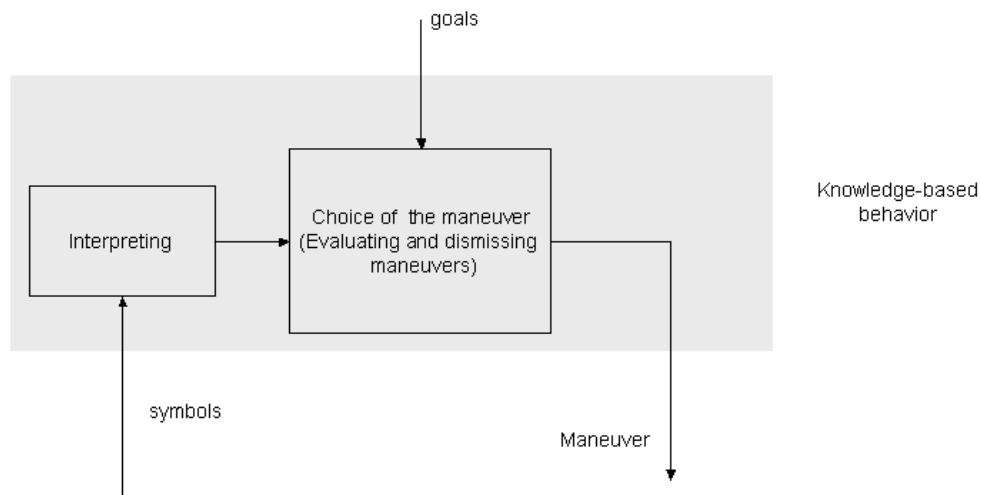 goals
Knowledge-based
behavior
Choice of the maneuver
(Evaluating and dismissing
maneuvers)
Interpreting
symbols
Maneuver